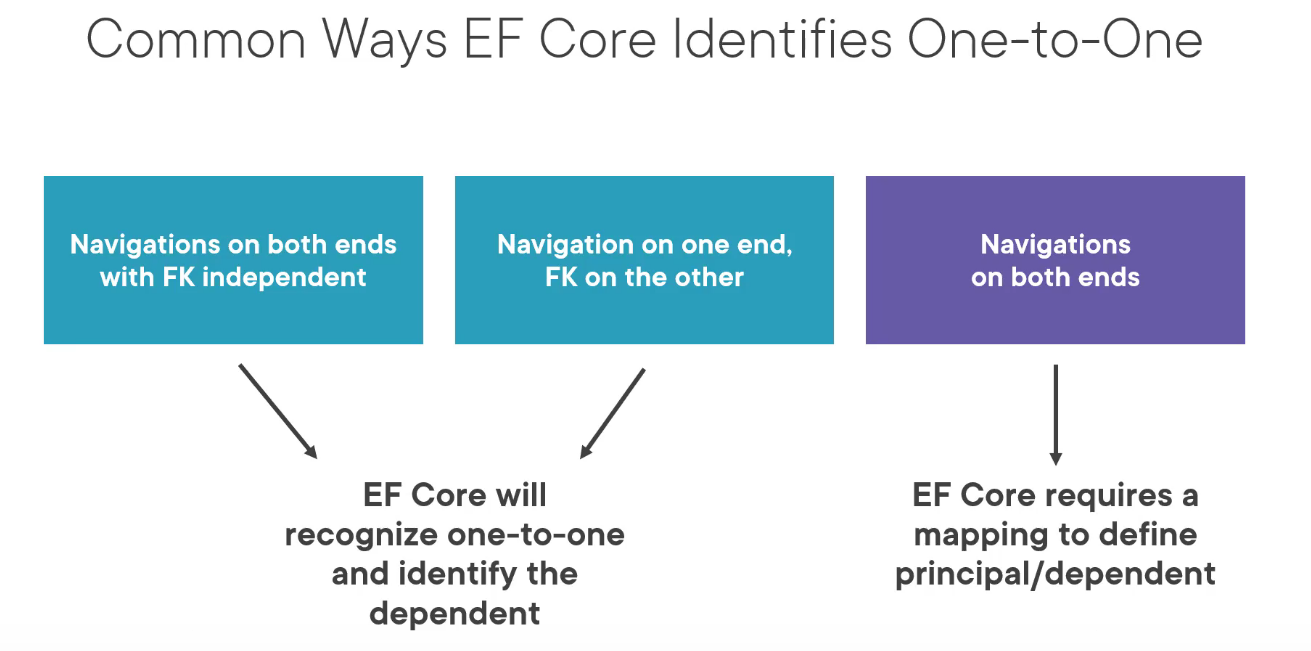 Common Ways EF Core Identifies One-to-One
Navigations on both ends
with FK independent
Navigation on one end,
FK on the other
Navigations
on both ends
EF Core will
recognize one-to-one
and identify the
dependent
EF Core requires a
mapping to define
principal/dependent